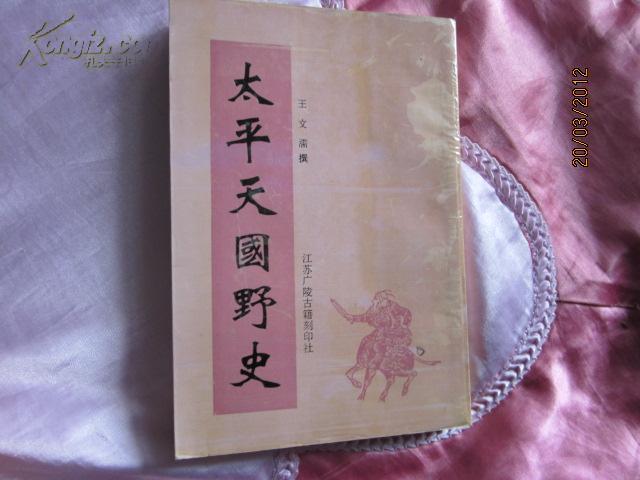 Kongfz.com
孔夫子旧书网
太平天國野史
王文濡撰
江苏广陵古籍刻印社
20/03/2012